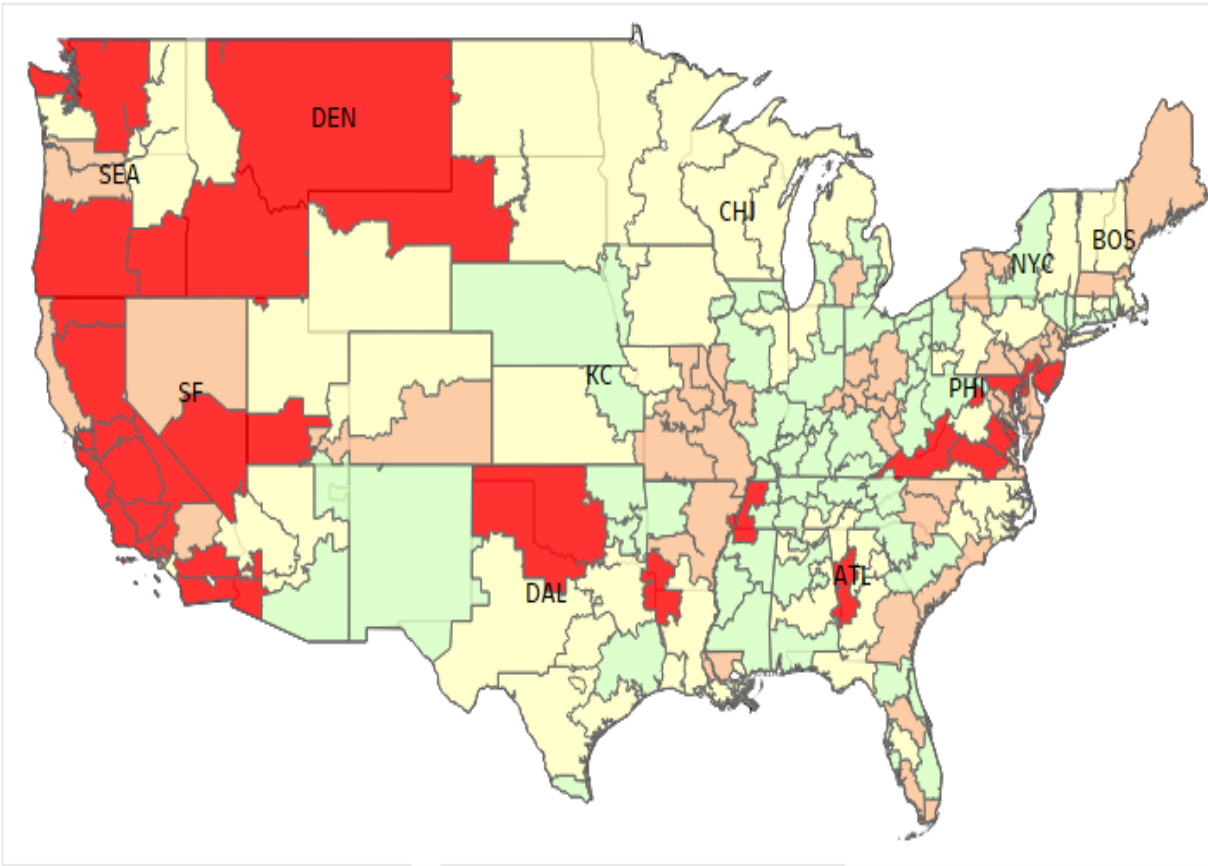 DEN
SEA
CHI
BOS
NYC
KC
SF
PHI
ATL
DAL